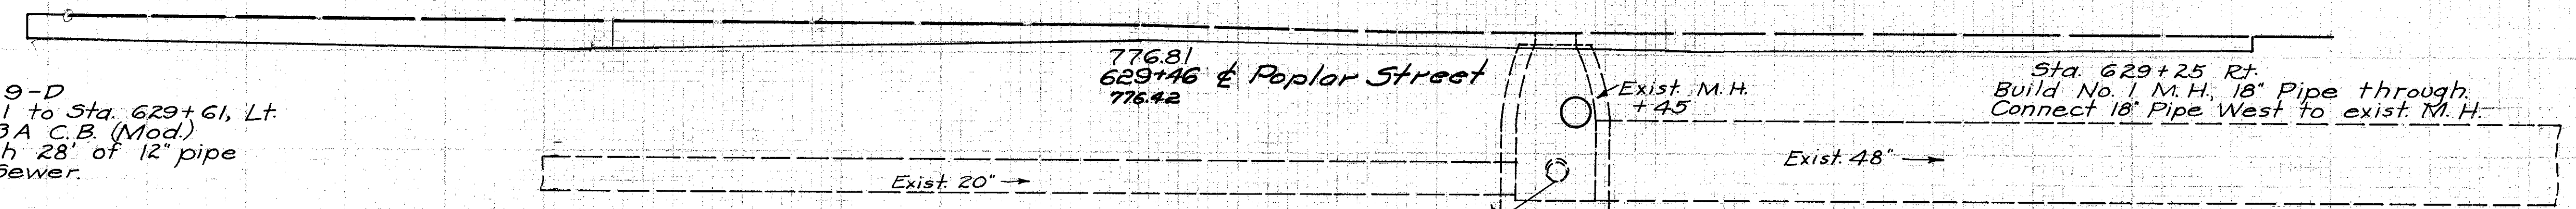 9-D
1 to Sta. 629+61, Lt.
3A C.B. (Mod.)
h 28' of 12" pipe
Sewer.
776.81
629+46 ₵ Poplar Street
776.42
Exist. M.H.
+45
Sta. 629+25 Rt.
Build No. 1 M.H., 18" Pipe through.
Connect 18" Pipe West to exist. M.H.
Exist. 20" →
Exist. 48" →